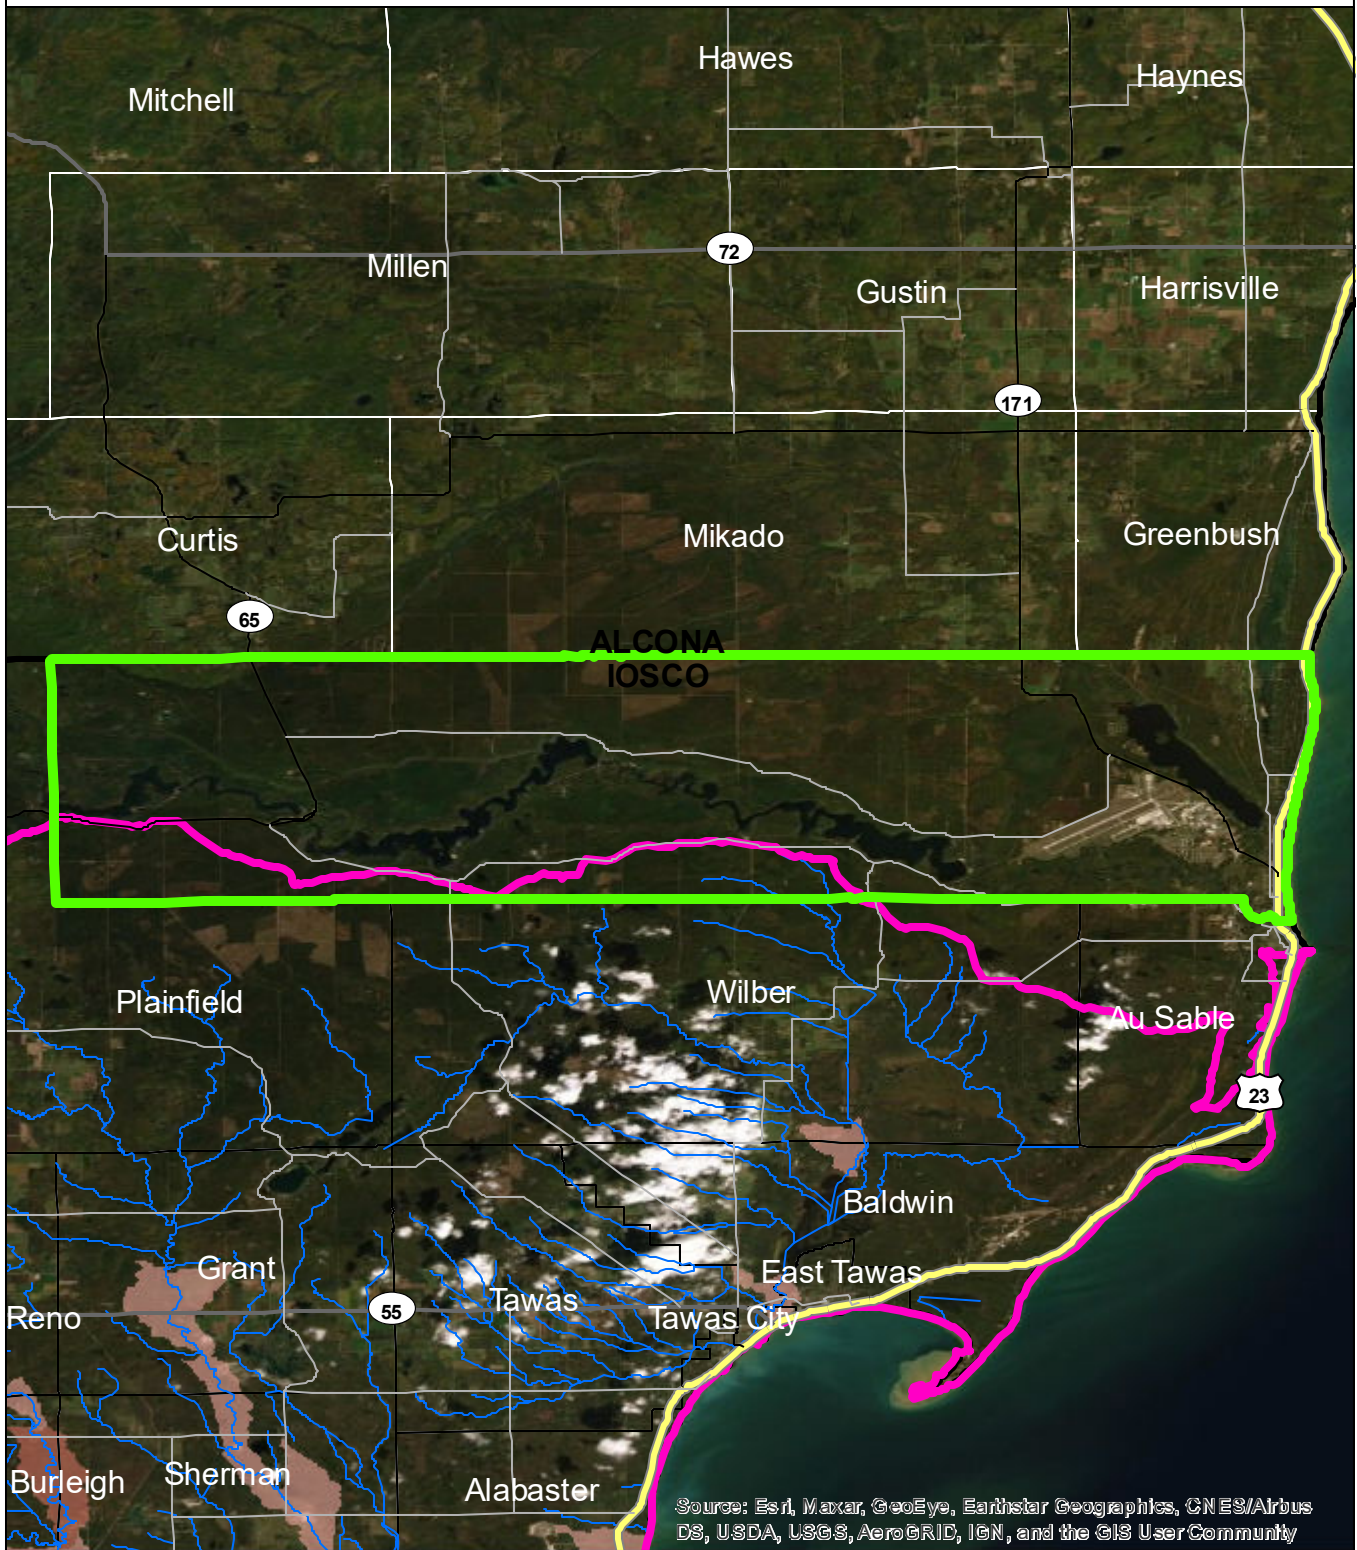 Hawes
Haynes
Mitchell
72
Millen
Gustin
Harrisville
171
Curtis
Mikado
Greenbush
65
ALCONA
IOSCO
Plainfield
Wilber
Au Sable
23
Baldwin
Grant
East Tawas
Reno
55
Tawas
Tawas City
Burleigh
Sherman
Alabaster
Source: Esri, Maxar, GeoEye, Earthstar Geographics, CNES/Airbus
DS, USDA, USGS, AeroGRID, IGN, and the GIS User Community